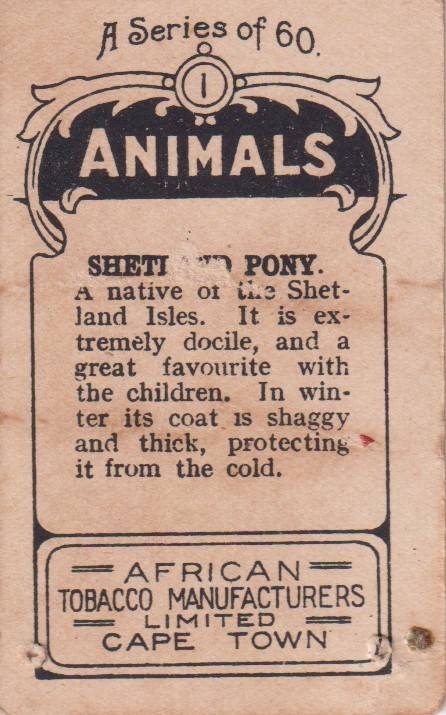 A Series of 60.
1
ANIMALS
SHETLAND PONY.
A native of the Shet-
land Isles. It is ex-
tremely docile, and a
great favourite with
the children. In win-
ter its coat is shaggy
and thick, protecting
it from the cold.
AFRICAN
TOBACCO MANUFACTURERS
LIMITED
CAPE TOWN